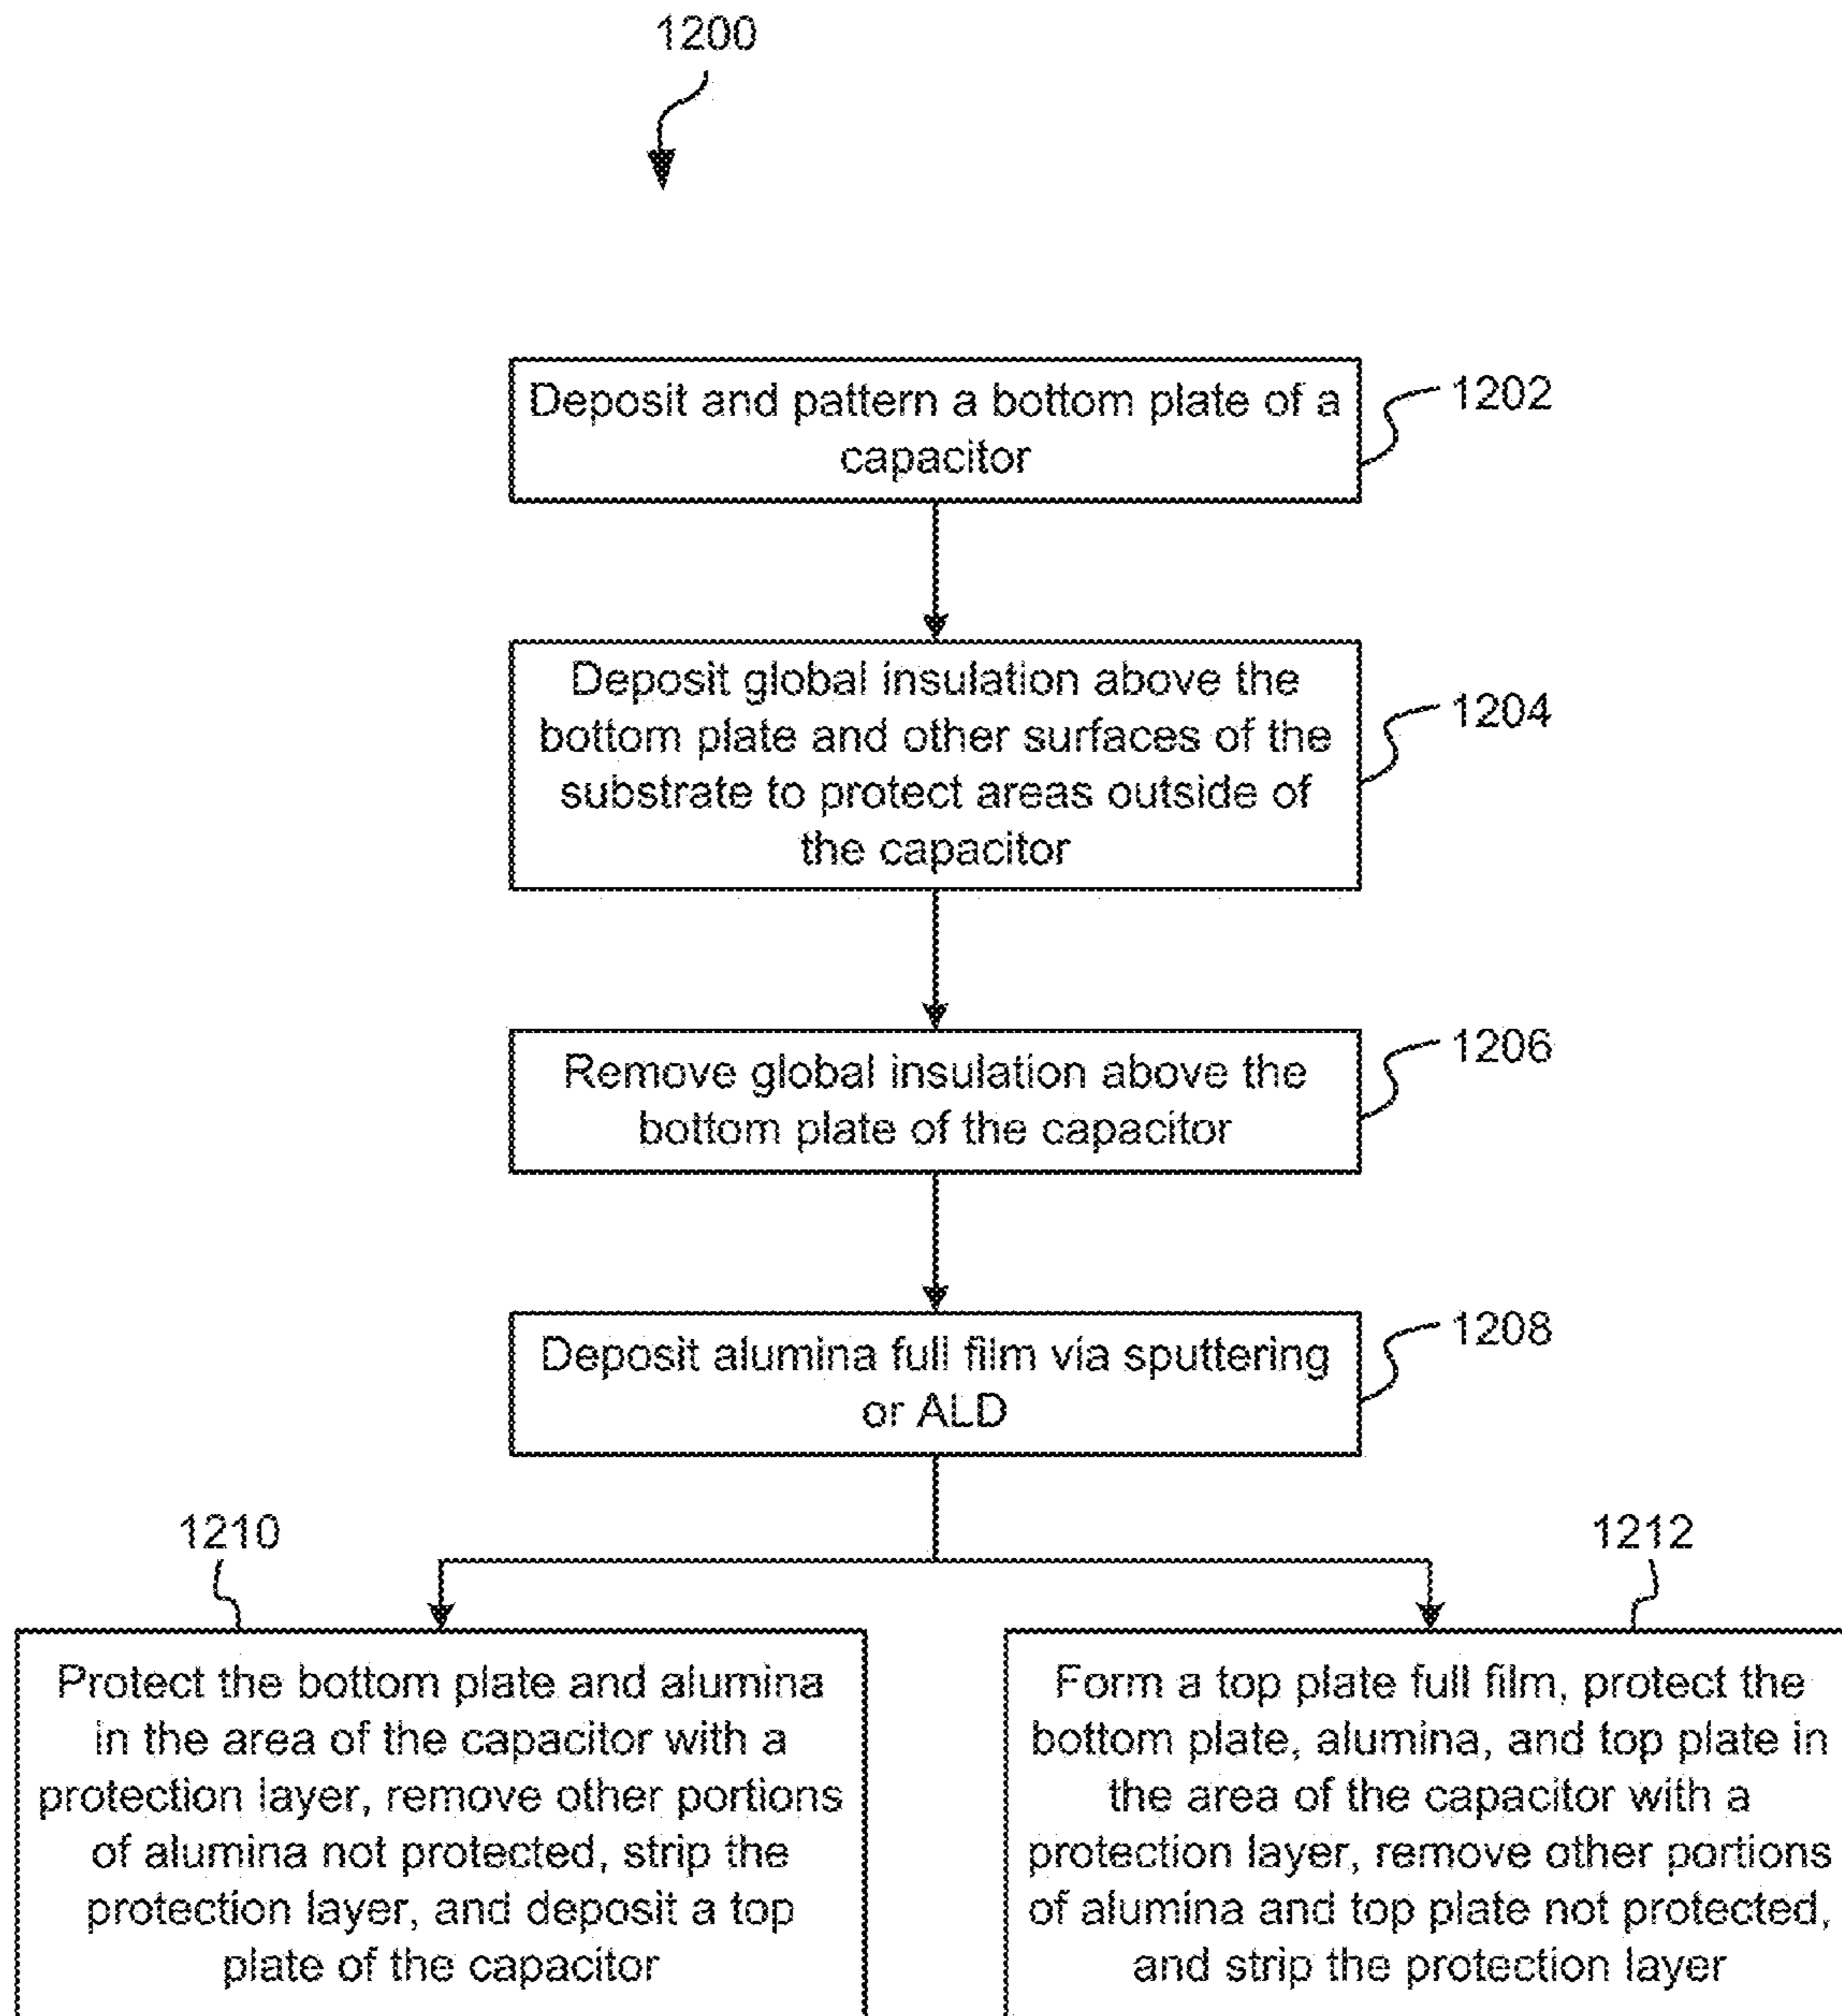 1200
Deposit and pattern a bottom plate of a
capacitor
1202
Deposit global insulation above the
bottom plate and other surfaces of the
substrate to protect areas outside of
the capacitor
1204
Remove global insulation above the
bottom plate of the capacitor
1206
Deposit alumina full film via sputtering
or ALD
1208
1210
Protect the bottom plate and alumina
in the area of the capacitor with a
protection layer, remove other portions
of alumina not protected, strip the
protection layer, and deposit a top
plate of the capacitor
1212
Form a top plate full film, protect the
bottom plate, alumina, and top plate in
the area of the capacitor with a
protection layer, remove other portions
of alumina and top plate not protected,
and strip the protection layer